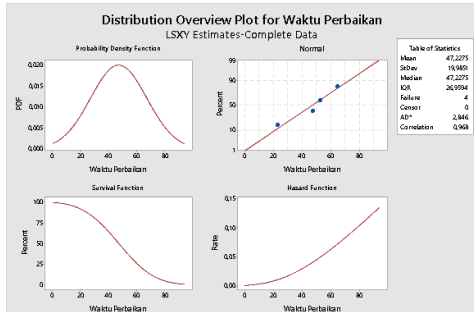 Distribution Overview Plot for Waktu Perbaikan
LSXY Estimates-Complete Data
Probability Density Function
0,020
0,015
0,010
0,005
0,000
PDF
0 20 40 60 80
Waktu Perbaikan
Normal
99
90
50
10
1
Percent
0 20 40 60 80
Waktu Perbaikan
Table of Statistics
Mean 47,2275
StDev 19,9851
Median 47,2275
IQR 26,9594
Failure 4
Censor 0
AD* 2,846
Correlation 0,968
Survival Function
100
75
50
25
0
Percent
0 20 40 60 80
Waktu Perbaikan
Hazard Function
0,15
0,10
0,05
0,00
Rate
0 20 40 60 80
Waktu Perbaikan